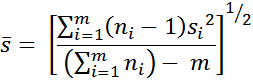 s̄ = [ ∑ᵢ₌₁ᵐ(nᵢ − 1)sᵢ² / (∑ᵢ₌₁ᵐ nᵢ) − m ]^1/2